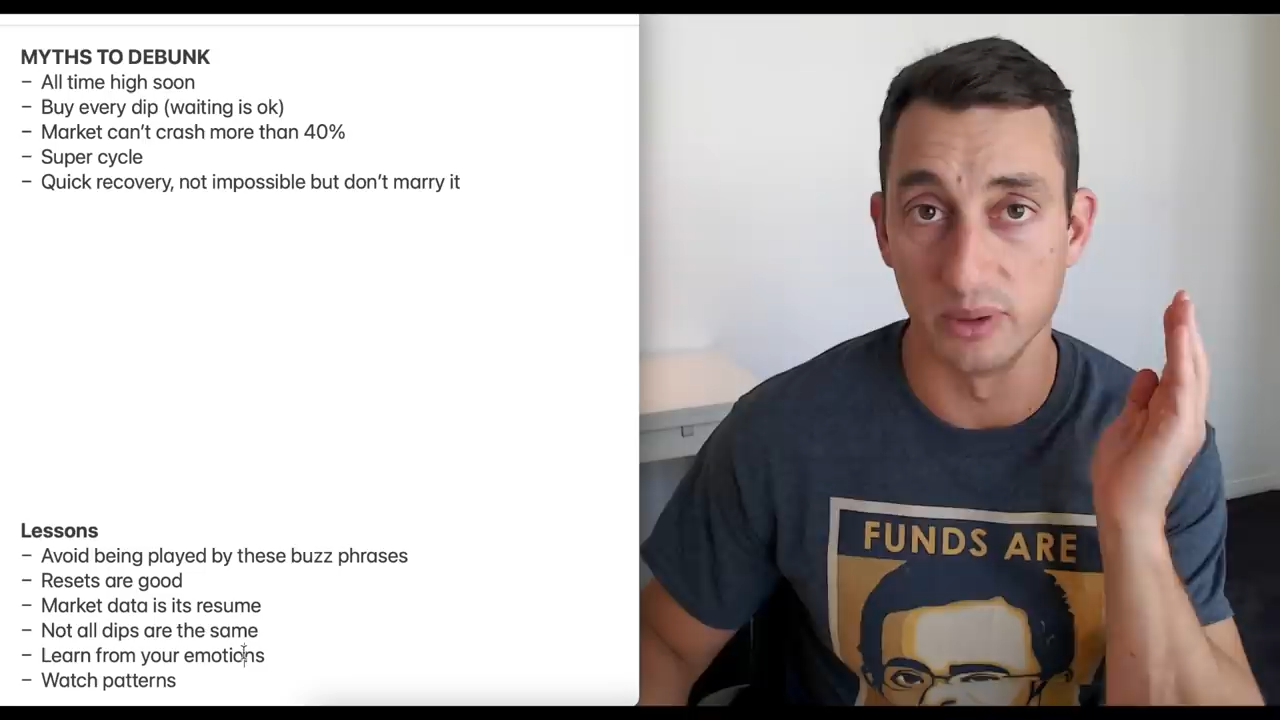 MYTHS TO DEBUNK
– All time high soon
– Buy every dip (waiting is ok)
– Market can’t crash more than 40%
– Super cycle
– Quick recovery, not impossible but don’t marry it
Lessons
– Avoid being played by these buzz phrases
– Resets are good
– Market data is its resume
– Not all dips are the same
– Learn from your emotions
– Watch patterns
FUNDS ARE